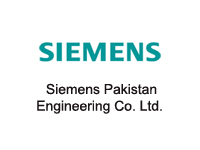 SIEMENS
Siemens Pakistan
Engineering Co. Ltd.